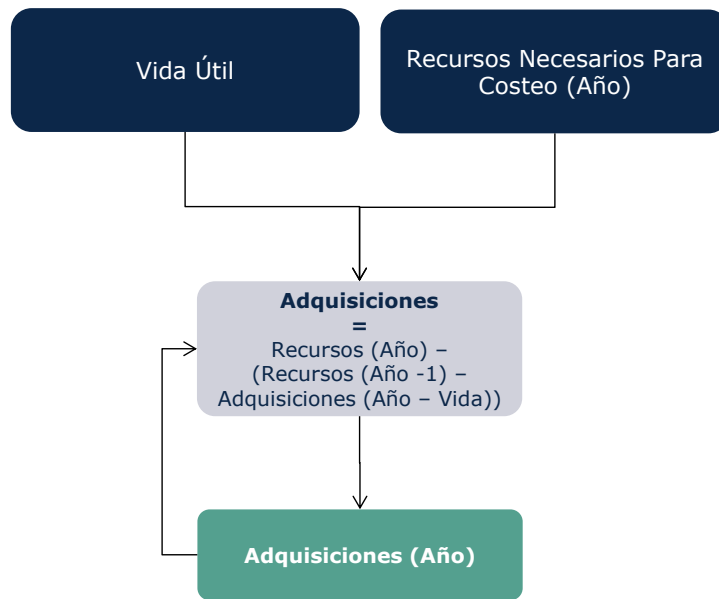 Vida Útil
Recursos Necesarios Para
Costeo (Año)
Adquisiciones
=
Recursos (Año) –
(Recursos (Año -1) –
Adquisiciones (Año – Vida))
Adquisiciones (Año)